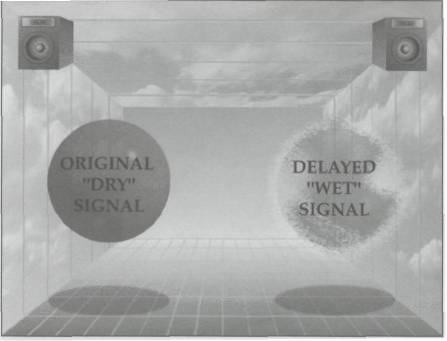 ORIGINAL
"DRY"
SIGNAL
DELAYED
"WET"
SIGNAL